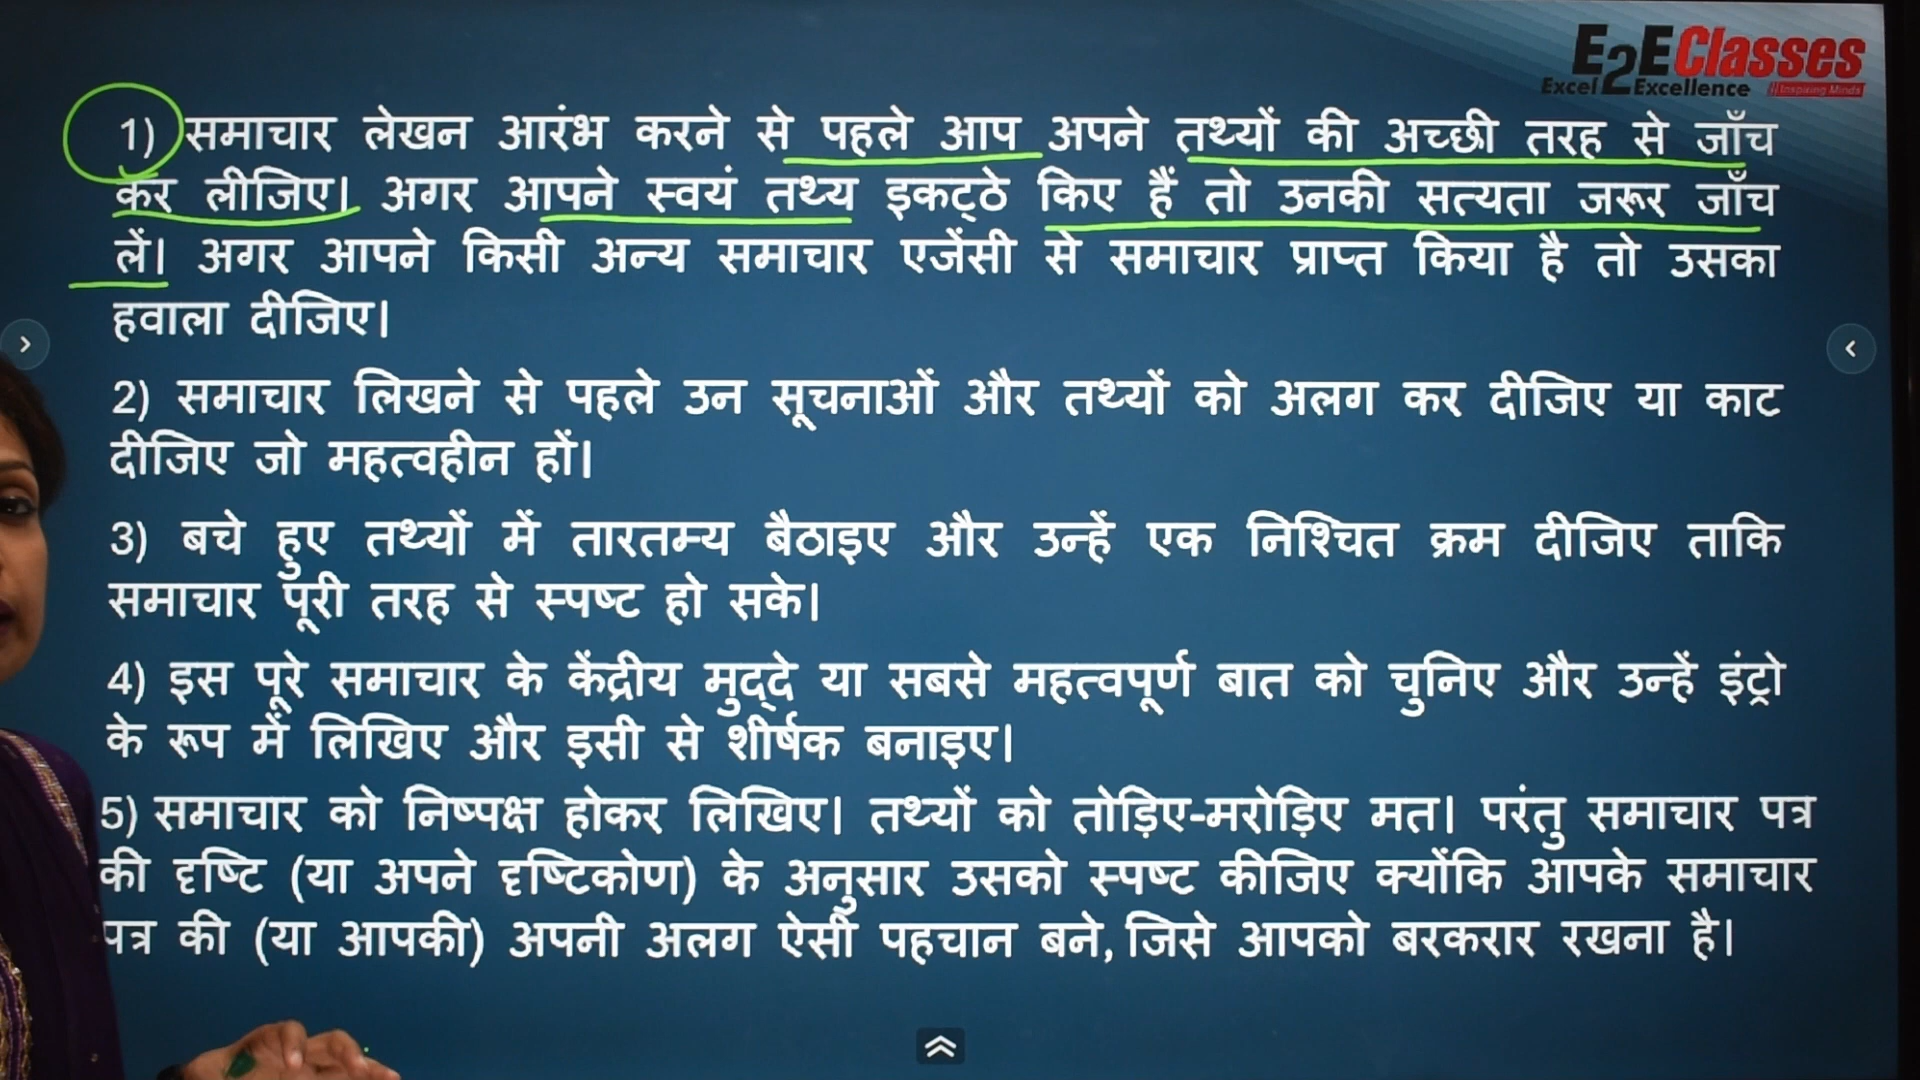 E2E Classes
Excel 2 Excellence Inspiring Minds
1) समाचार लेखन आरंभ करने से पहले आप अपने तथ्यों की अच्छी तरह से जाँच
कर लीजिए। अगर आपने स्वयं तथ्य इकट्ठे किए हैं तो उनकी सत्यता जरूर जाँच
लें। अगर आपने किसी अन्य समाचार एजेंसी से समाचार प्राप्त किया है तो उसका
हवाला दीजिए।
2) समाचार लिखने से पहले उन सूचनाओं और तथ्यों को अलग कर दीजिए या काट
दीजिए जो महत्वहीन हों।
3) बचे हुए तथ्यों में तारतम्य बैठाइए और उन्हें एक निश्चित क्रम दीजिए ताकि
समाचार पूरी तरह से स्पष्ट हो सके।
4) इस पूरे समाचार के केंद्रीय मुद्दे या सबसे महत्वपूर्ण बात को चुनिए और उन्हें इंट्रो
के रूप में लिखिए और इसी से शीर्षक बनाइए।
5) समाचार को निष्पक्ष होकर लिखिए। तथ्यों को तोड़िए-मरोड़िए मत। परंतु समाचार पत्र
की दृष्टि (या अपने दृष्टिकोण) के अनुसार उसको स्पष्ट कीजिए क्योंकि आपके समाचार
पत्र की (या आपकी) अपनी अलग ऐसी पहचान बने, जिसे आपको बरकरार रखना है।